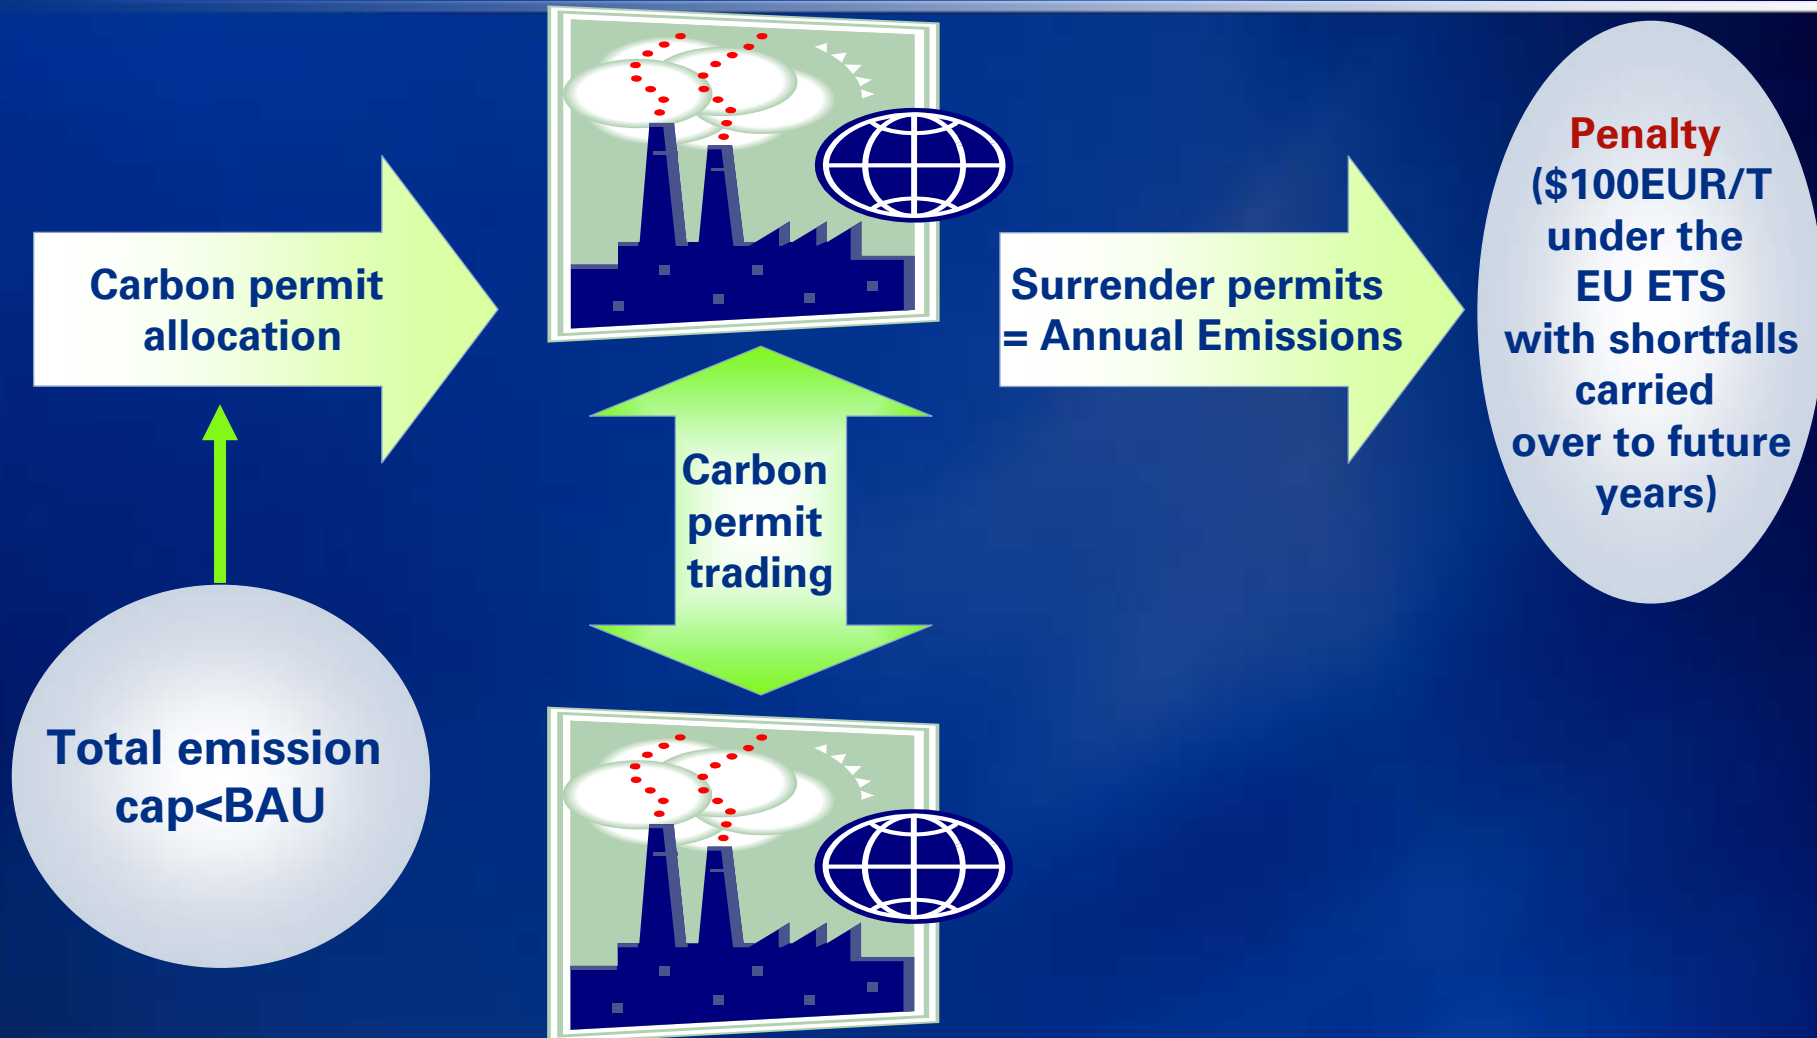 Carbon permit
allocation
Total emission
cap<BAU
Carbon
permit
trading
Surrender permits
= Annual Emissions
Penalty
($100EUR/T
under the
EU ETS
with shortfalls
carried
over to future
years)